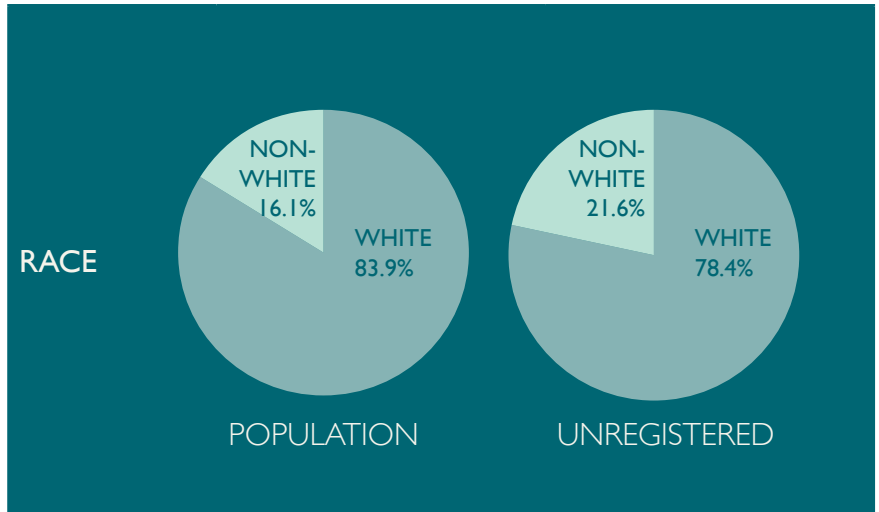 RACE
NON-
WHITE
16.1%
WHITE
83.9%
POPULATION
NON-
WHITE
21.6%
WHITE
78.4%
UNREGISTERED